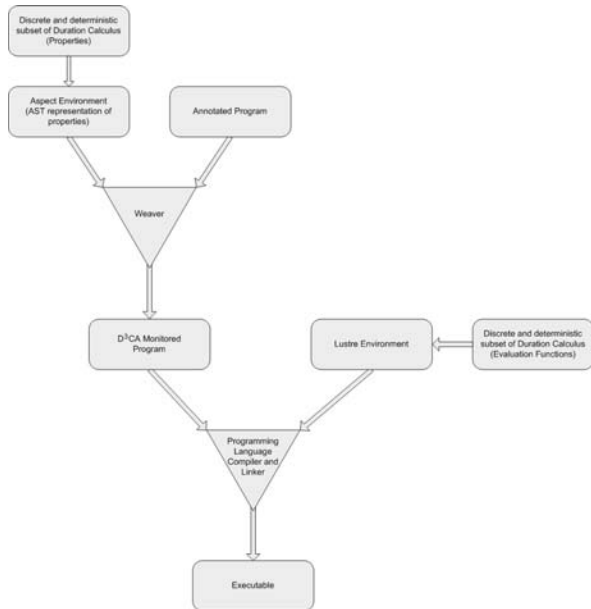 Discrete and deterministic
subset of Duration Calculus
(Properties)
Aspect Environment
(AST representation of
properties)
Annotated Program
Weaver
D³CA Monitored
Program
Lustre Environment
Discrete and deterministic
subset of Duration Calculus
(Evaluation Functions)
Programming
Language
Compiler and
Linker
Executable